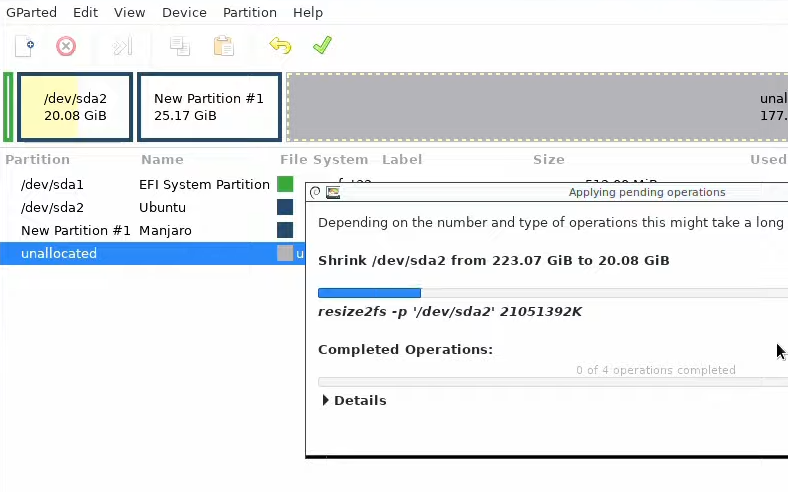 GParted Edit View Device Partition Help
/dev/sda2
20.08 GiB
New Partition #1
25.17 GiB
unal
177.
Partition Name File System Label Size Used
/dev/sda1 EFI System Partition
/dev/sda2 Ubuntu
New Partition #1 Manjaro
unallocated u
Applying pending operations
Depending on the number and type of operations this might take a long
Shrink /dev/sda2 from 223.07 GiB to 20.08 GiB
resize2fs -p '/dev/sda2' 21051392K
Completed Operations:
0 of 4 operations completed
Details